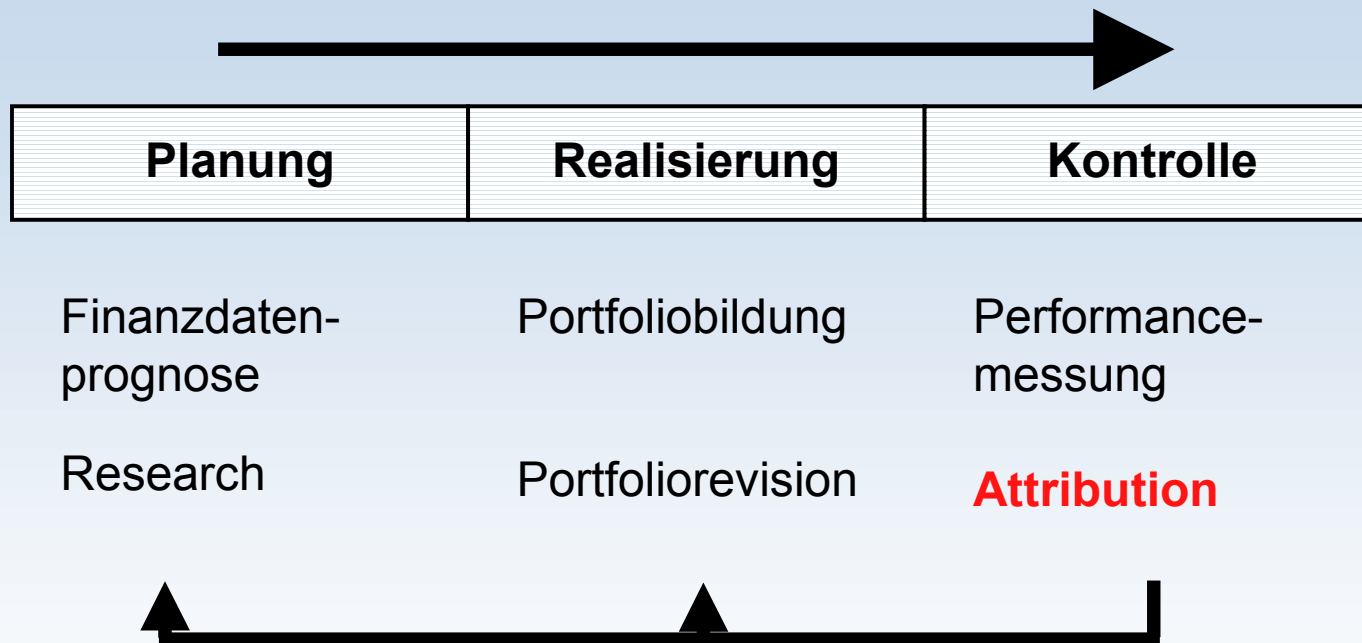 Planung
Realisierung
Kontrolle
Finanzdaten-
prognose
Research
Portfoliobildung
Portfoliorevision
Performance-
messung
Attribution